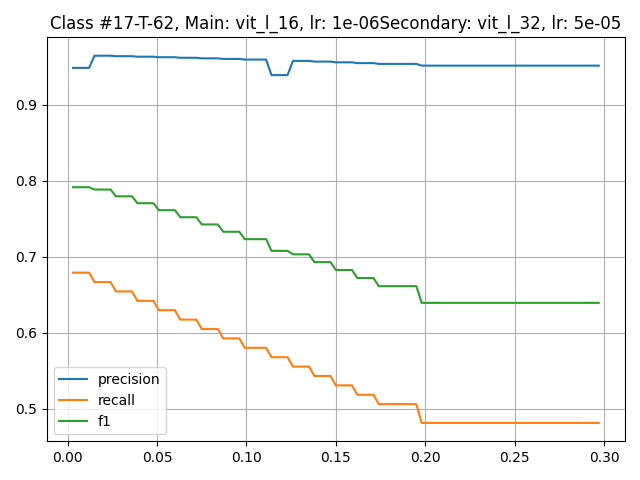 Class #17-T-62, Main: vit_l_16, lr: 1e-06Secondary: vit_l_32, lr: 5e-05
0.9
0.8
0.7
0.6
0.5
precision
recall
f1
0.00 0.05 0.10 0.15 0.20 0.25 0.30